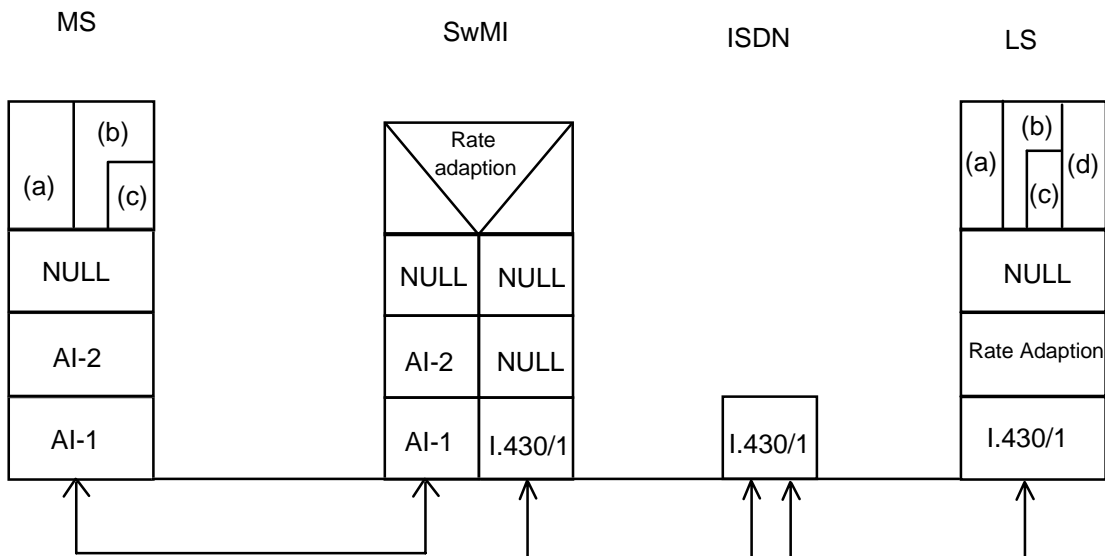 MS
SwMI
ISDN
LS
(a)
(b)
(c)
NULL
AI-2
AI-1
Rate
adaption
NULL
NULL
AI-2
NULL
AI-1
I.430/1
I.430/1
(a)
(b)
(c)
(d)
NULL
Rate Adaption
I.430/1